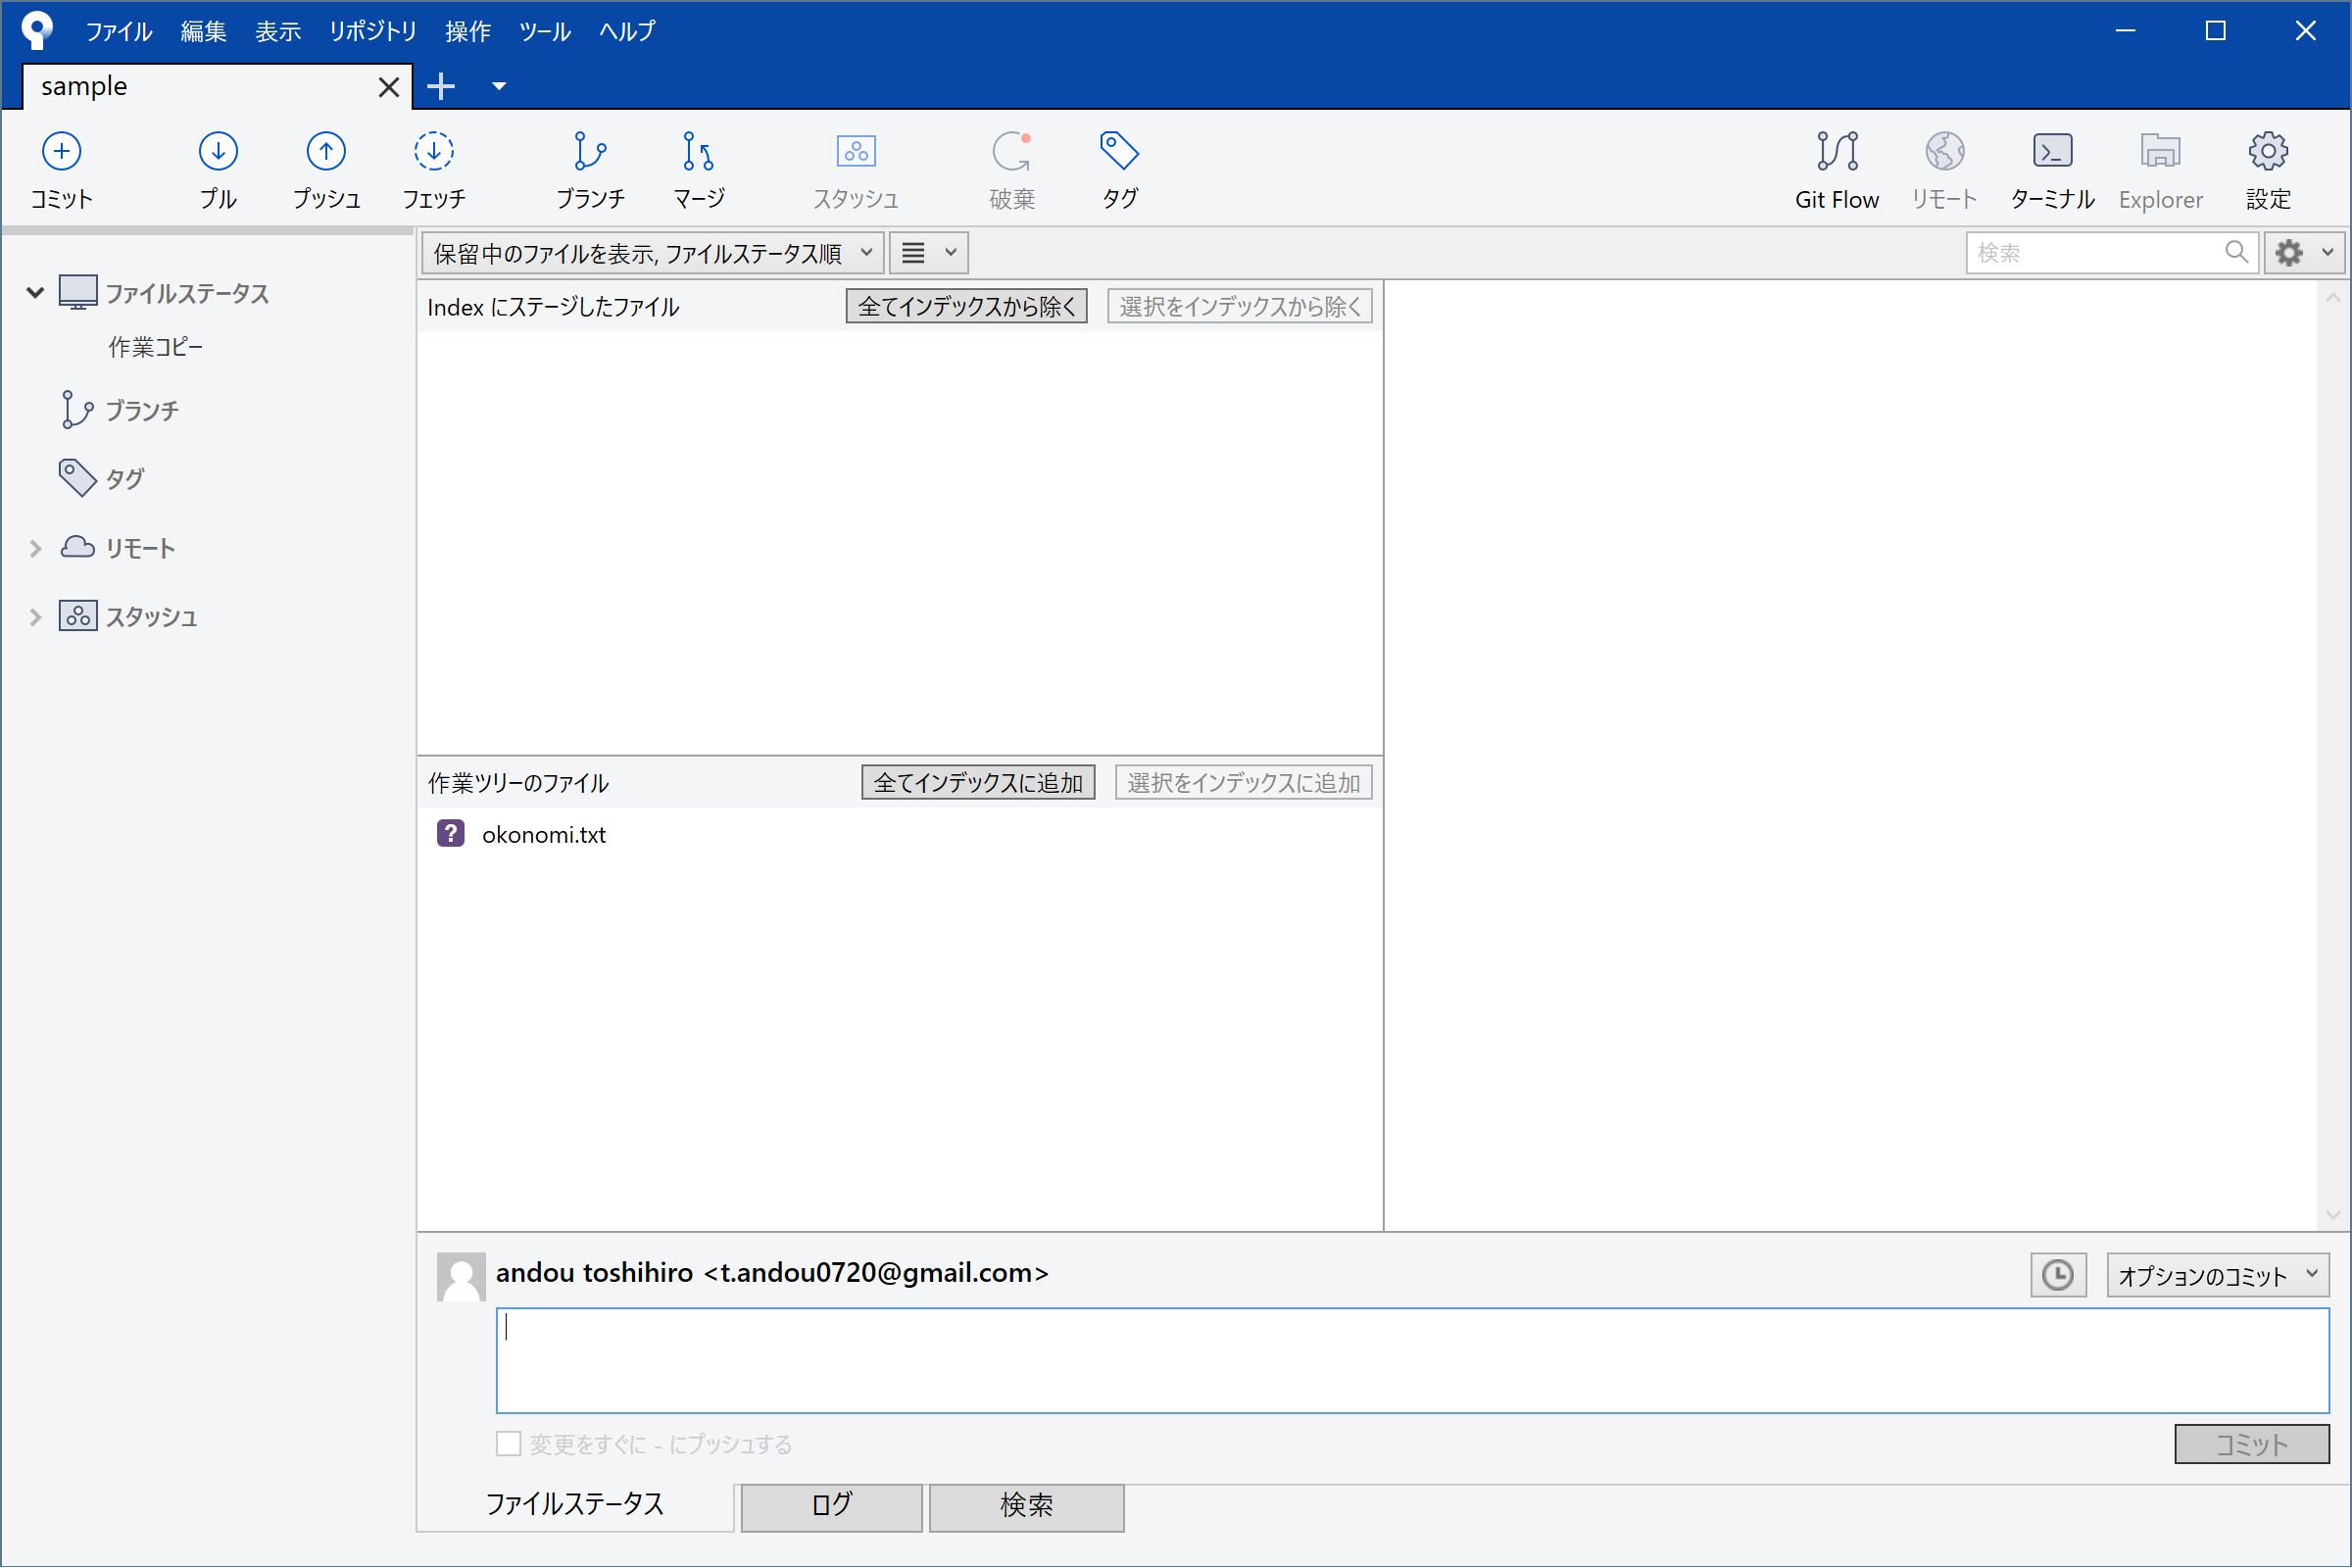 ファイル 編集 表示 リポジトリ 操作 ツール ヘルプ
sample
コミット プル プッシュ フェッチ ブランチ マージ スタッシュ 破棄 タグ Git Flow リモート ターミナル Explorer 設定
保留中のファイルを表示, ファイルステータス順
検索
ファイルステータス
作業コピー
ブランチ
タグ
リモート
スタッシュ
Index にステージしたファイル 全てインデックスから除く 選択をインデックスから除く
作業ツリーのファイル 全てインデックスに追加 選択をインデックスに追加
? okonomi.txt
andou toshihiro <t.andou0720@gmail.com>
オプションのコミット
変更をすぐに - にプッシュする
コミット
ファイルステータス ログ 検索